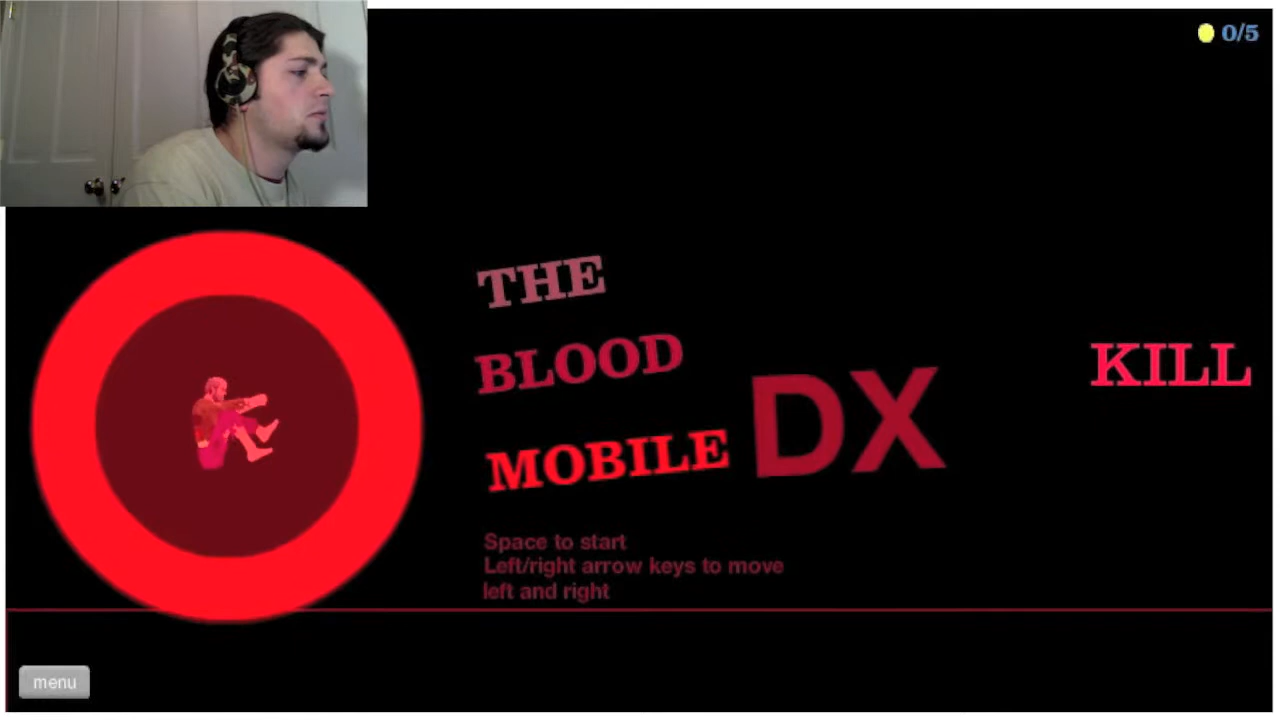 0/5
THE
BLOOD
KILL
DX
MOBILE
Space to start
Left/right arrow keys to move
left and right
menu